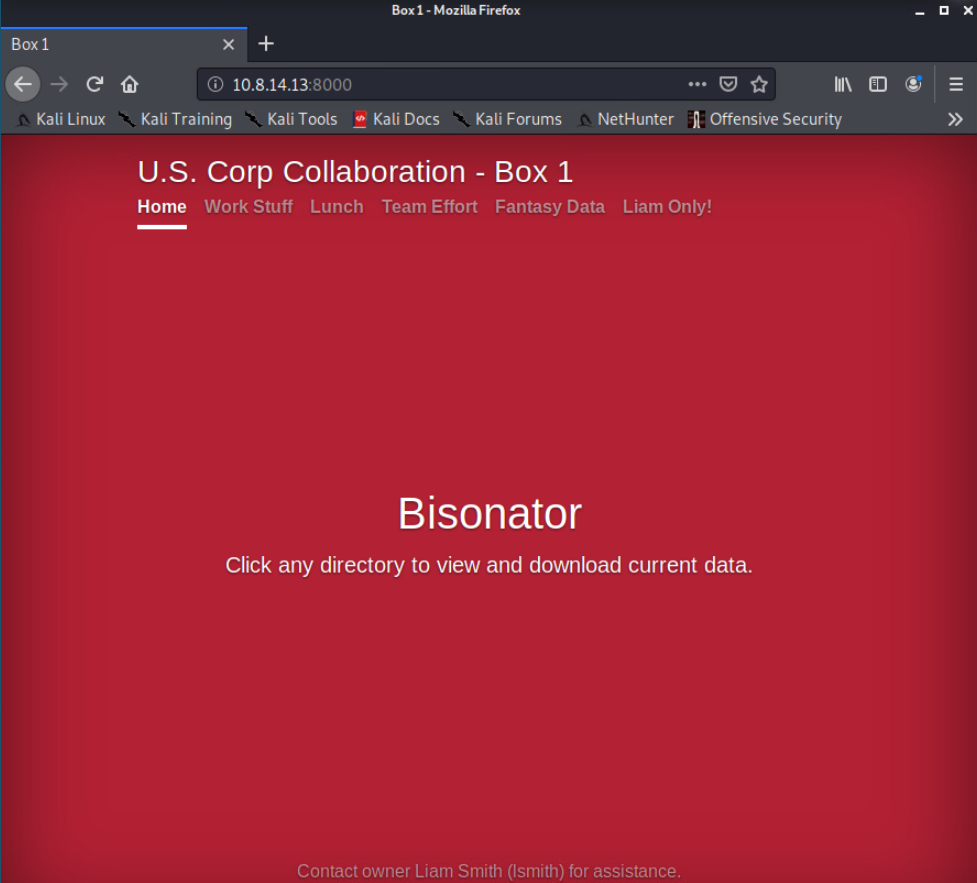 Box 1 - Mozilla Firefox
Box 1
10.8.14.13:8000
Kali Linux Kali Training Kali Tools Kali Docs Kali Forums NetHunter Offensive Security
U.S. Corp Collaboration - Box 1
Home Work Stuff Lunch Team Effort Fantasy Data Liam Only!
Bisonator
Click any directory to view and download current data.
Contact owner Liam Smith (lsmith) for assistance.